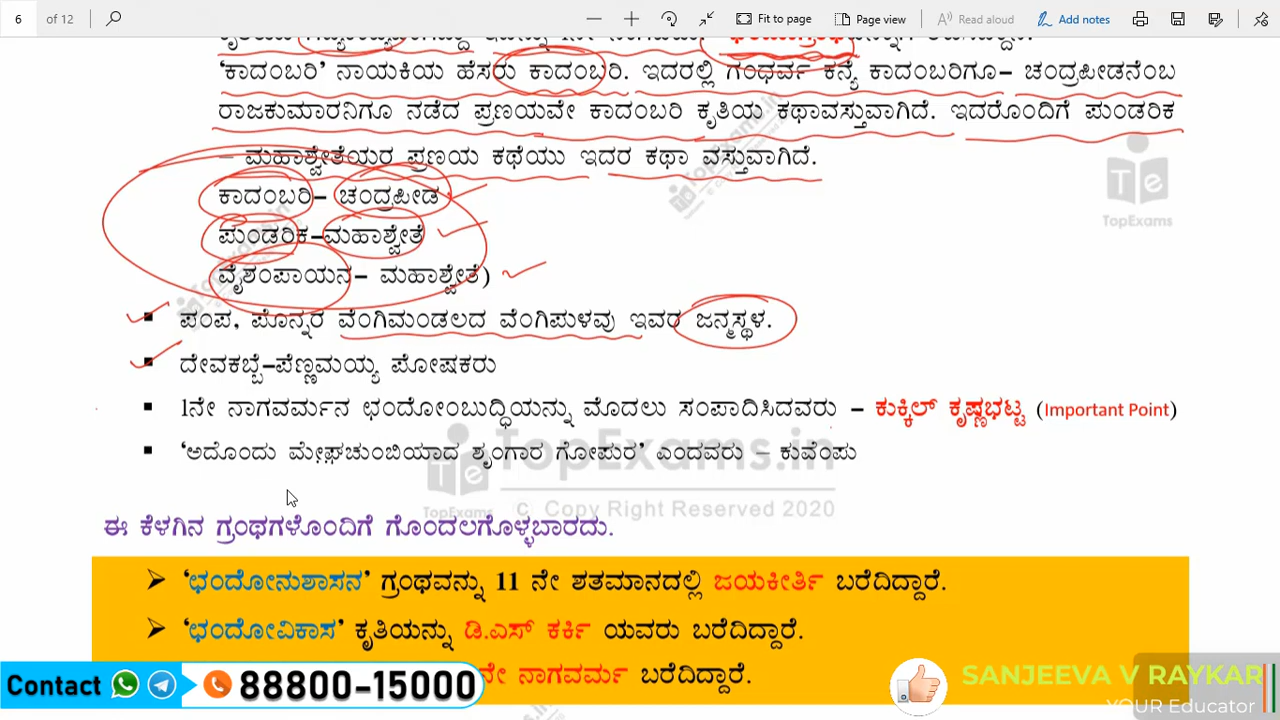 6 of 12 Fit to page Page view Read aloud Add notes
'ಕಾದಂಬರಿ' ನಾಯಕಿಯ ಹೆಸರು ಕಾದಂಬರಿ. ಇದರಲ್ಲಿ ಗಂಧರ್ವ ಕನ್ಯೆ ಕಾದಂಬರಿಗೂ– ಚಂದ್ರಪೀಡನೆಂಬ
ರಾಜಕುಮಾರನಿಗೂ ನಡೆದ ಪ್ರಣಯವೇ ಕಾದಂಬರಿ ಕೃತಿಯ ಕಥಾವಸ್ತುವಾಗಿದೆ. ಇದರೊಂದಿಗೆ ಪುಂಡರಿಕ
– ಮಹಾಶ್ವೇತೆಯರ ಪ್ರಣಯ ಕಥೆಯು ಇದರ ಕಥಾ ವಸ್ತುವಾಗಿದೆ.
ಕಾದಂಬರಿ– ಚಂದ್ರಪೀಡ
ಪುಂಡರಿಕ–ಮಹಾಶ್ವೇತೆ
ವೈಶಂಪಾಯನ– ಮಹಾಶ್ವೇತೆ)
Te
TopExams
ಪಂಪ, ಪೊನ್ನರ ವೆಂಗಿಮಂಡಲದ ವೆಂಗಿಪುಳವು ಇವರ ಜನ್ಮಸ್ಥಳ.
ದೇವಕಬ್ಬೆ–ಪೆಣ್ಣಮಯ್ಯ ಪೋಷಕರು
1ನೇ ನಾಗವರ್ಮನ ಛಂದೋಂಬುದ್ಧಿಯನ್ನು ಮೊದಲು ಸಂಪಾದಿಸಿದವರು – ಕುಕ್ಕಿಲ್ ಕೃಷ್ಣಭಟ್ಟ (Important Point)
'ಅದೊಂದು ಮೇಘಚುಂಬಿಯಾದ ಶೃಂಗಾರ ಗೋಪುರ' ಎಂದವರು – ಕುವೆಂಪು
TopExams.in
© Copy Right Reserved 2020
ಈ ಕೆಳಗಿನ ಗ್ರಂಥಗಳೊಂದಿಗೆ ಗೊಂದಲಗೊಳ್ಳಬಾರದು.
'ಛಂದೋನುಶಾಸನ' ಗ್ರಂಥವನ್ನು 11 ನೇ ಶತಮಾನದಲ್ಲಿ ಜಯಕೀರ್ತಿ ಬರೆದಿದ್ದಾರೆ.
'ಛಂದೋವಿಕಾಸ' ಕೃತಿಯನ್ನು ಡಿ.ಎಸ್ ಕರ್ಕಿ ಯವರು ಬರೆದಿದ್ದಾರೆ.
ನೇ ನಾಗವರ್ಮ ಬರೆದಿದ್ದಾರೆ.
Contact 88800-15000
SANJEEVA V RAYKAR
YOUR Educator